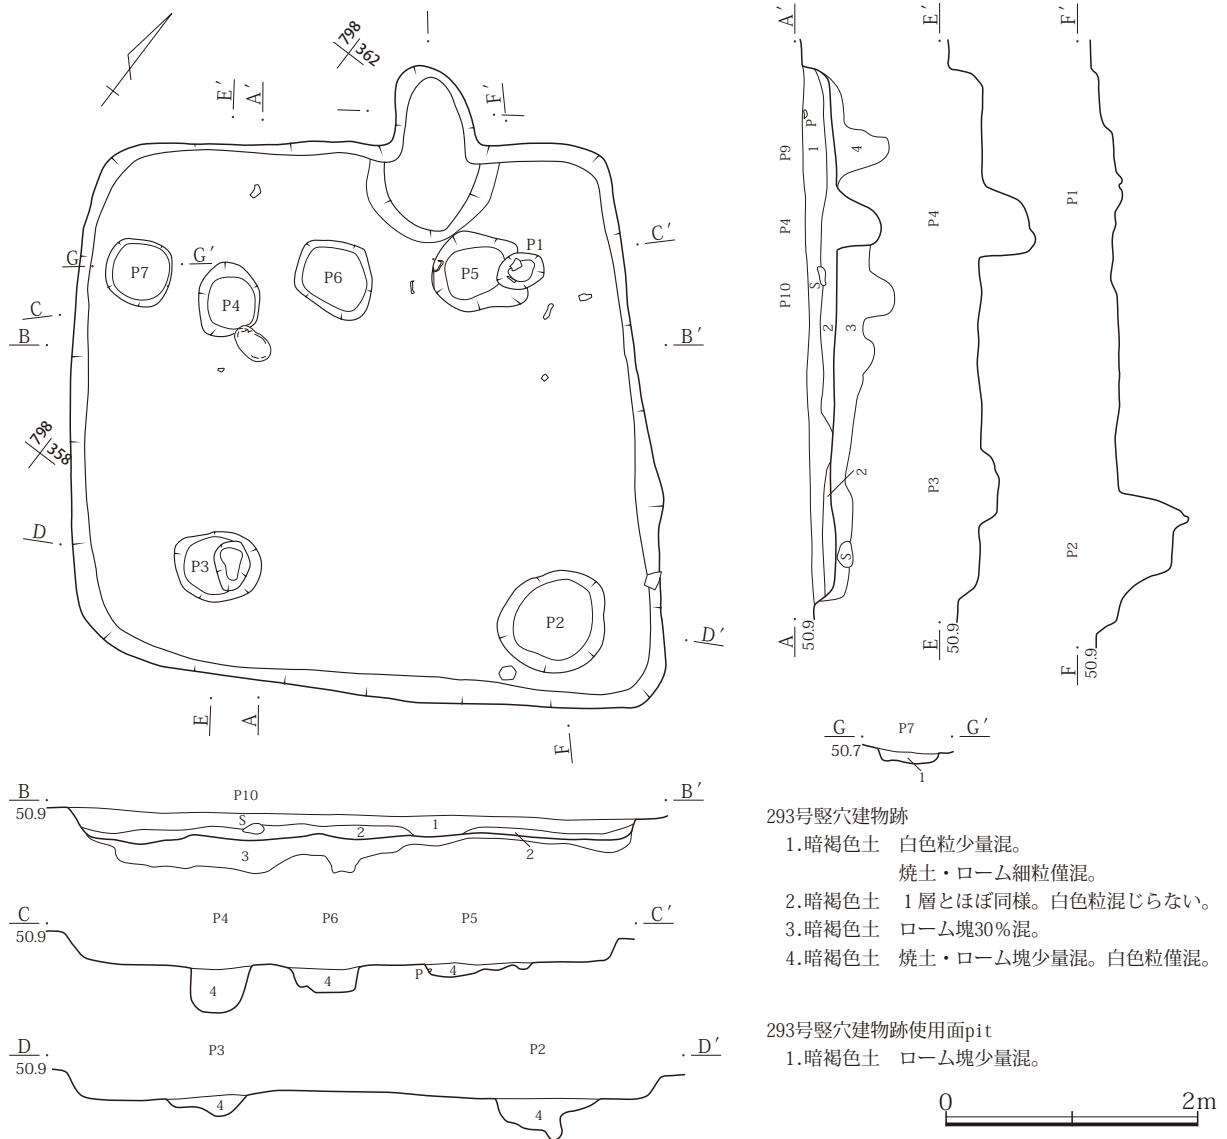 798
362
E′
A′
F′
G
G′
C
C′
B
B′
P7
P4
P6
P5
P1
798
358
D
D′
P3
P2
E
A
F
A′
E′
F′
P
P9
1
4
P4
P10
S
2
3
2
S
A
50.9
P4
P3
E
50.9
P1
P2
F
50.9
G
P7
G′
50.7
1
B
P10
B′
50.9
S
2
1
3
2
C
P4
P6
P5
C′
50.9
4
4
P
4
D
P3
P2
D′
50.9
4
4
293号竪穴建物跡
1.暗褐色土　白色粒少量混。
焼土・ローム細粒僅混。
2.暗褐色土　１層とほぼ同様。白色粒混じらない。
3.暗褐色土　ローム塊30％混。
4.暗褐色土　焼土・ローム塊少量混。白色粒僅混。
293号竪穴建物跡使用面pit
1.暗褐色土　ローム塊少量混。
0
2m